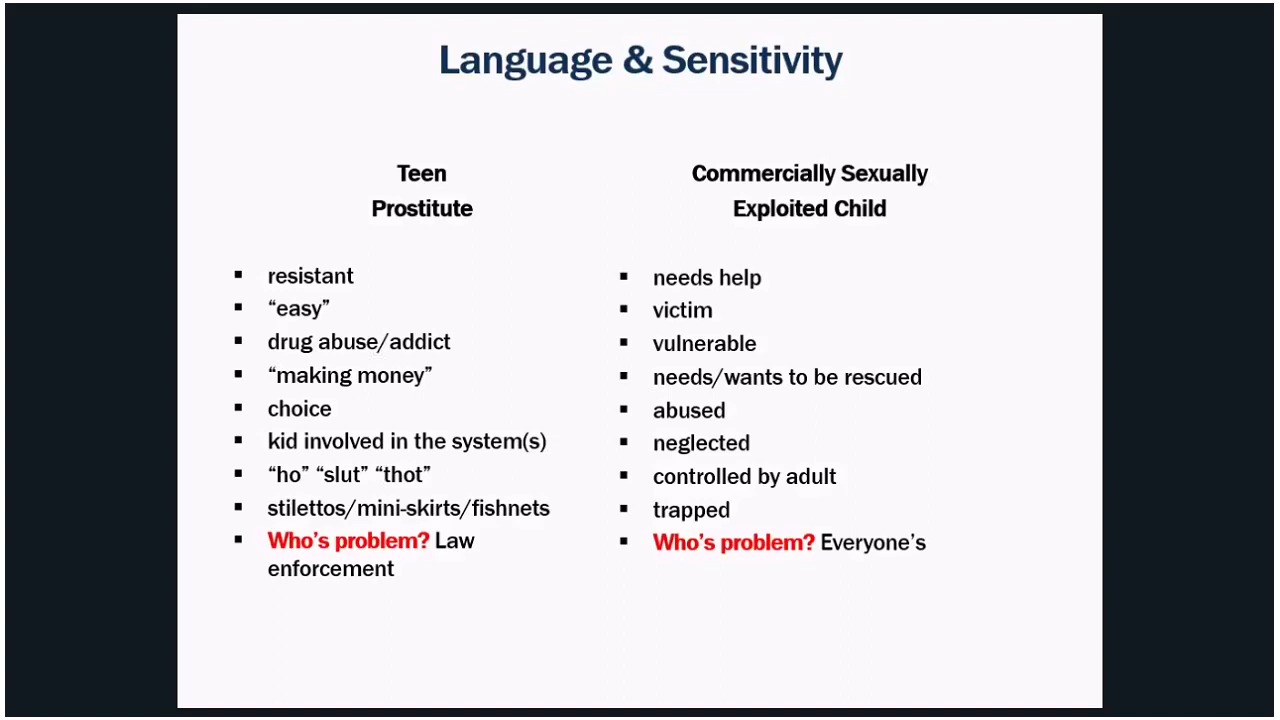 Language & Sensitivity
Teen
Prostitute
▪ resistant
▪ “easy”
▪ drug abuse/addict
▪ “making money”
▪ choice
▪ kid involved in the system(s)
▪ “ho” “slut” “thot”
▪ stilettos/mini-skirts/fishnets
▪ Who’s problem? Law
enforcement
Commercially Sexually
Exploited Child
▪ needs help
▪ victim
▪ vulnerable
▪ needs/wants to be rescued
▪ abused
▪ neglected
▪ controlled by adult
▪ trapped
▪ Who’s problem? Everyone’s